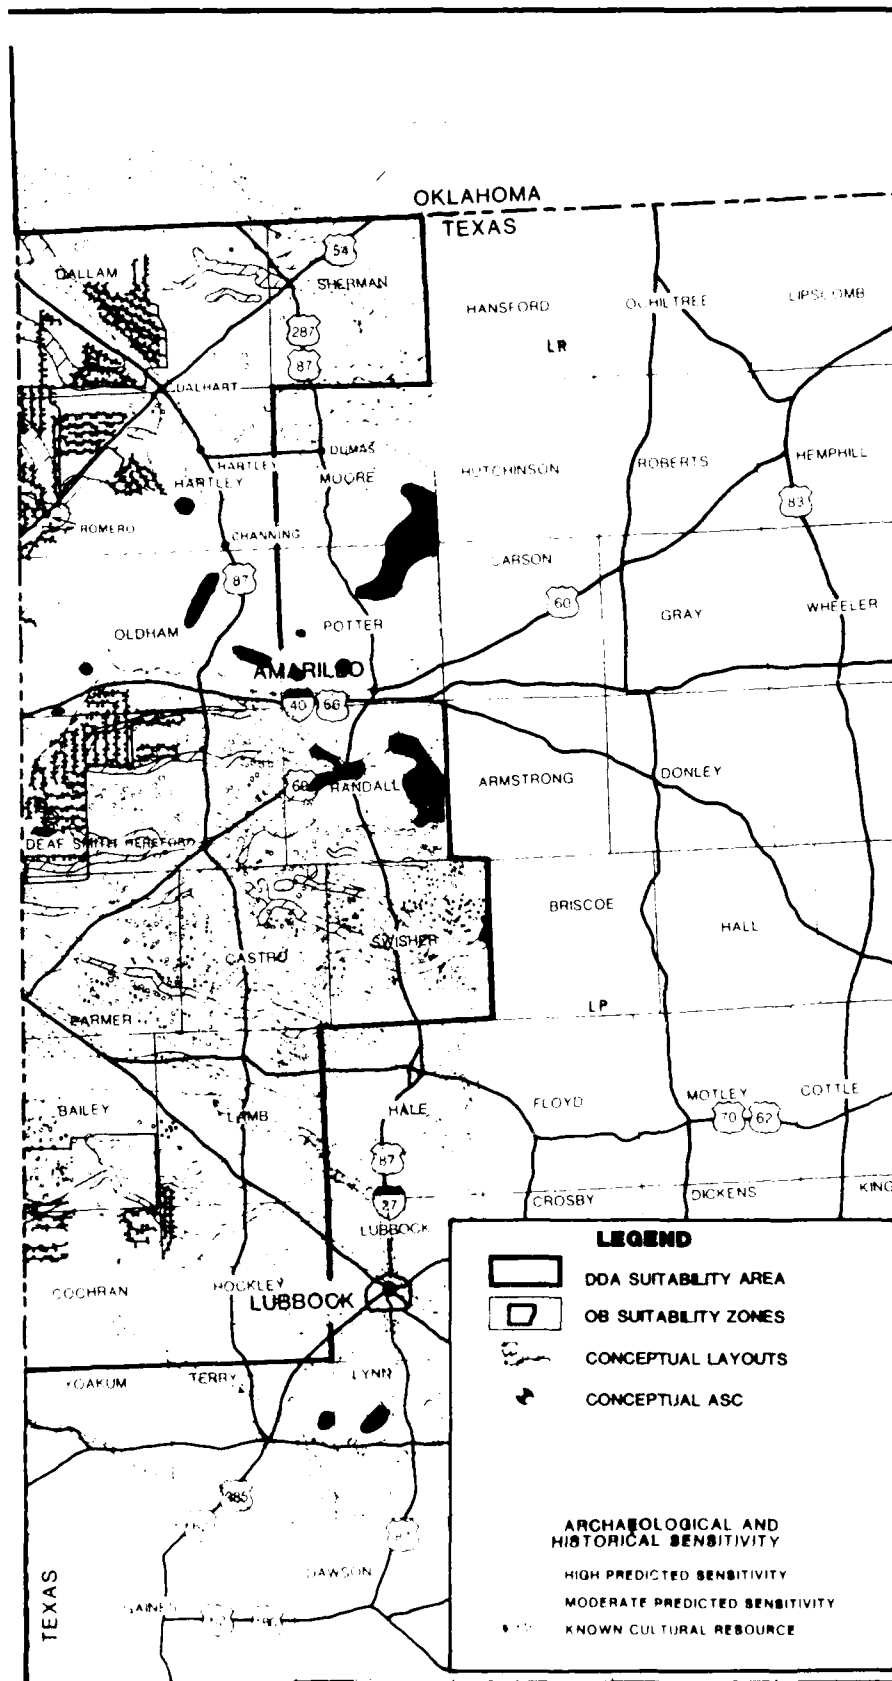 OKLAHOMA
TEXAS
54
DALLAM
SHERMAN
HANSFORD
OCHILTREE
LIPSCOMB
287
LR
87
DALHART
DUMAS
HARTLEY
HARTLEY
MOORE
HUTCHINSON
ROBERTS
HEMPHILL
83
ROMERO
CHANNING
CARSON
87
60
POTTER
GRAY
WHEELER
OLDHAM
AMARILLO
40
66
60
RANDALL
ARMSTRONG
DONLEY
DEAF SMITH HEREFORD
BRISCOE
HALL
SWISHER
CASTRO
LP
PARMER
BAILEY
LAMB
HALE
FLOYD
MOTLEY
COTTLE
70
62
87
27
CROSBY
DICKENS
KING
LUBBOCK
LEGEND
DDA SUITABILITY AREA
COCHRAN
HOCKLEY
LUBBOCK
OB SUITABILITY ZONES
CONCEPTUAL LAYOUTS
YOAKUM
TERRY
LYNN
CONCEPTUAL ASC
385
87
ARCHAEOLOGICAL AND
HISTORICAL SENSITIVITY
DAWSON
HIGH PREDICTED SENSITIVITY
MODERATE PREDICTED SENSITIVITY
KNOWN CULTURAL RESOURCE
GAINES
TEXAS